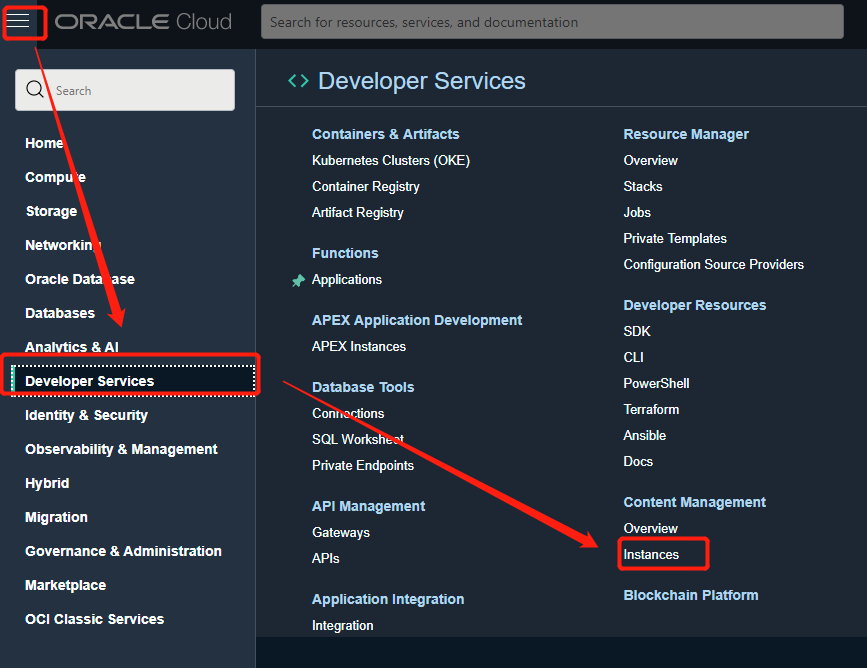 ORACLE Cloud
Search for resources, services, and documentation
Search
Home
Compute
Storage
Networking
Oracle Database
Databases
Analytics & AI
Developer Services
Identity & Security
Observability & Management
Hybrid
Migration
Governance & Administration
Marketplace
OCI Classic Services
Developer Services
Containers & Artifacts
Kubernetes Clusters (OKE)
Container Registry
Artifact Registry
Functions
Applications
APEX Application Development
APEX Instances
Database Tools
Connections
SQL Worksheet
Private Endpoints
API Management
Gateways
APIs
Application Integration
Integration
Resource Manager
Overview
Stacks
Jobs
Private Templates
Configuration Source Providers
Developer Resources
SDK
CLI
PowerShell
Terraform
Ansible
Docs
Content Management
Overview
Instances
Blockchain Platform